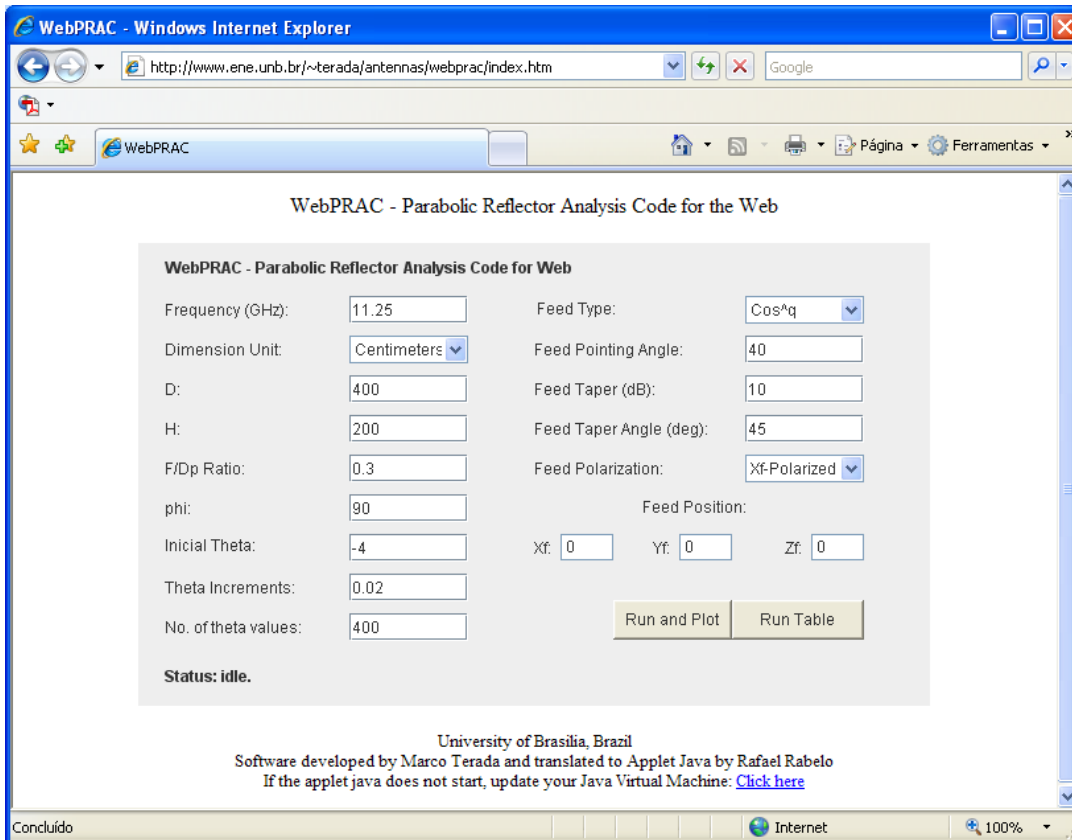 WebPRAC - Windows Internet Explorer
http://www.ene.unb.br/~terada/antennas/webprac/index.htm
Google
WebPRAC
Página
Ferramentas
»
WebPRAC - Parabolic Reflector Analysis Code for the Web
WebPRAC - Parabolic Reflector Analysis Code for Web
Frequency (GHz): 11.25 Feed Type: Cos^q
Dimension Unit: Centimeters Feed Pointing Angle: 40
D: 400 Feed Taper (dB): 10
H: 200 Feed Taper Angle (deg): 45
F/Dp Ratio: 0.3 Feed Polarization: Xf-Polarized
phi: 90 Feed Position:
Inicial Theta: -4 Xf: 0 Yf: 0 Zf: 0
Theta Increments: 0.02
No. of theta values: 400 Run and Plot Run Table
Status: idle.
University of Brasilia, Brazil
Software developed by Marco Terada and translated to Applet Java by Rafael Rabelo
If the applet java does not start, update your Java Virtual Machine: Click here
Concluído Internet 100%